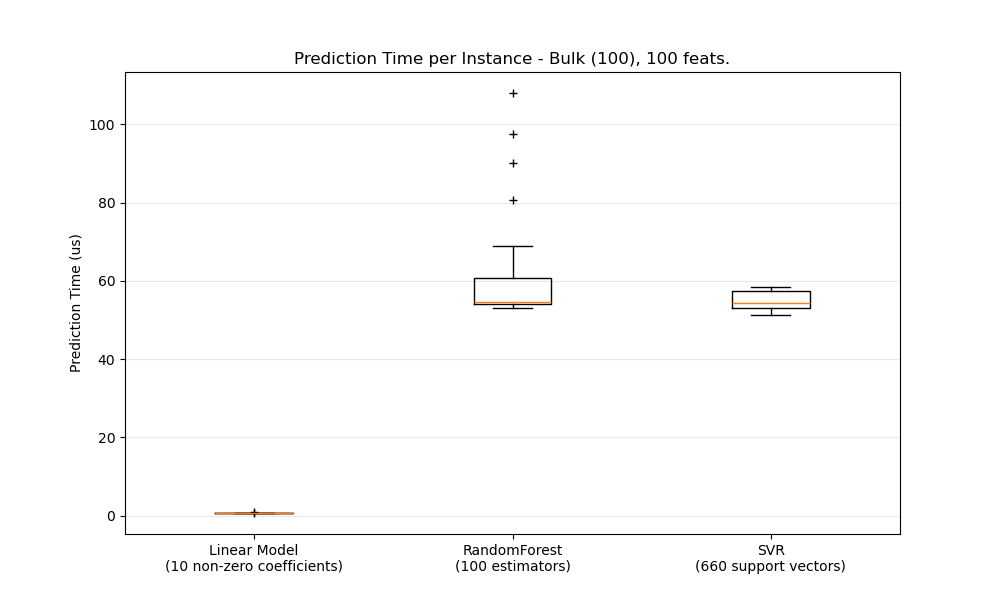 Prediction Time per Instance - Bulk (100), 100 feats.
Prediction Time (us)
100
80
60
40
20
0
Linear Model
(10 non-zero coefficients)
RandomForest
(100 estimators)
SVR
(660 support vectors)